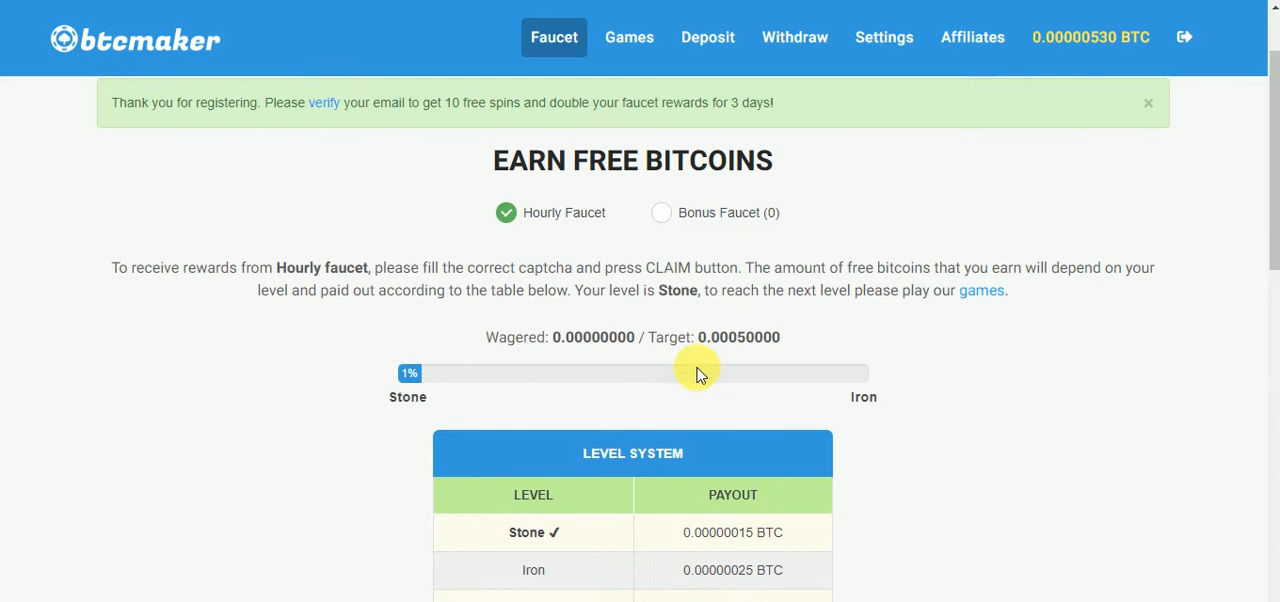 btcmaker
Faucet Games Deposit Withdraw Settings Affiliates 0.00000530 BTC
Thank you for registering. Please verify your email to get 10 free spins and double your faucet rewards for 3 days! ×
EARN FREE BITCOINS
Hourly Faucet Bonus Faucet (0)
To receive rewards from Hourly faucet, please fill the correct captcha and press CLAIM button. The amount of free bitcoins that you earn will depend on your
level and paid out according to the table below. Your level is Stone, to reach the next level please play our games.
Wagered: 0.00000000 / Target: 0.00050000
1%
Stone Iron
LEVEL SYSTEM
LEVEL PAYOUT
Stone ✓ 0.00000015 BTC
Iron 0.00000025 BTC